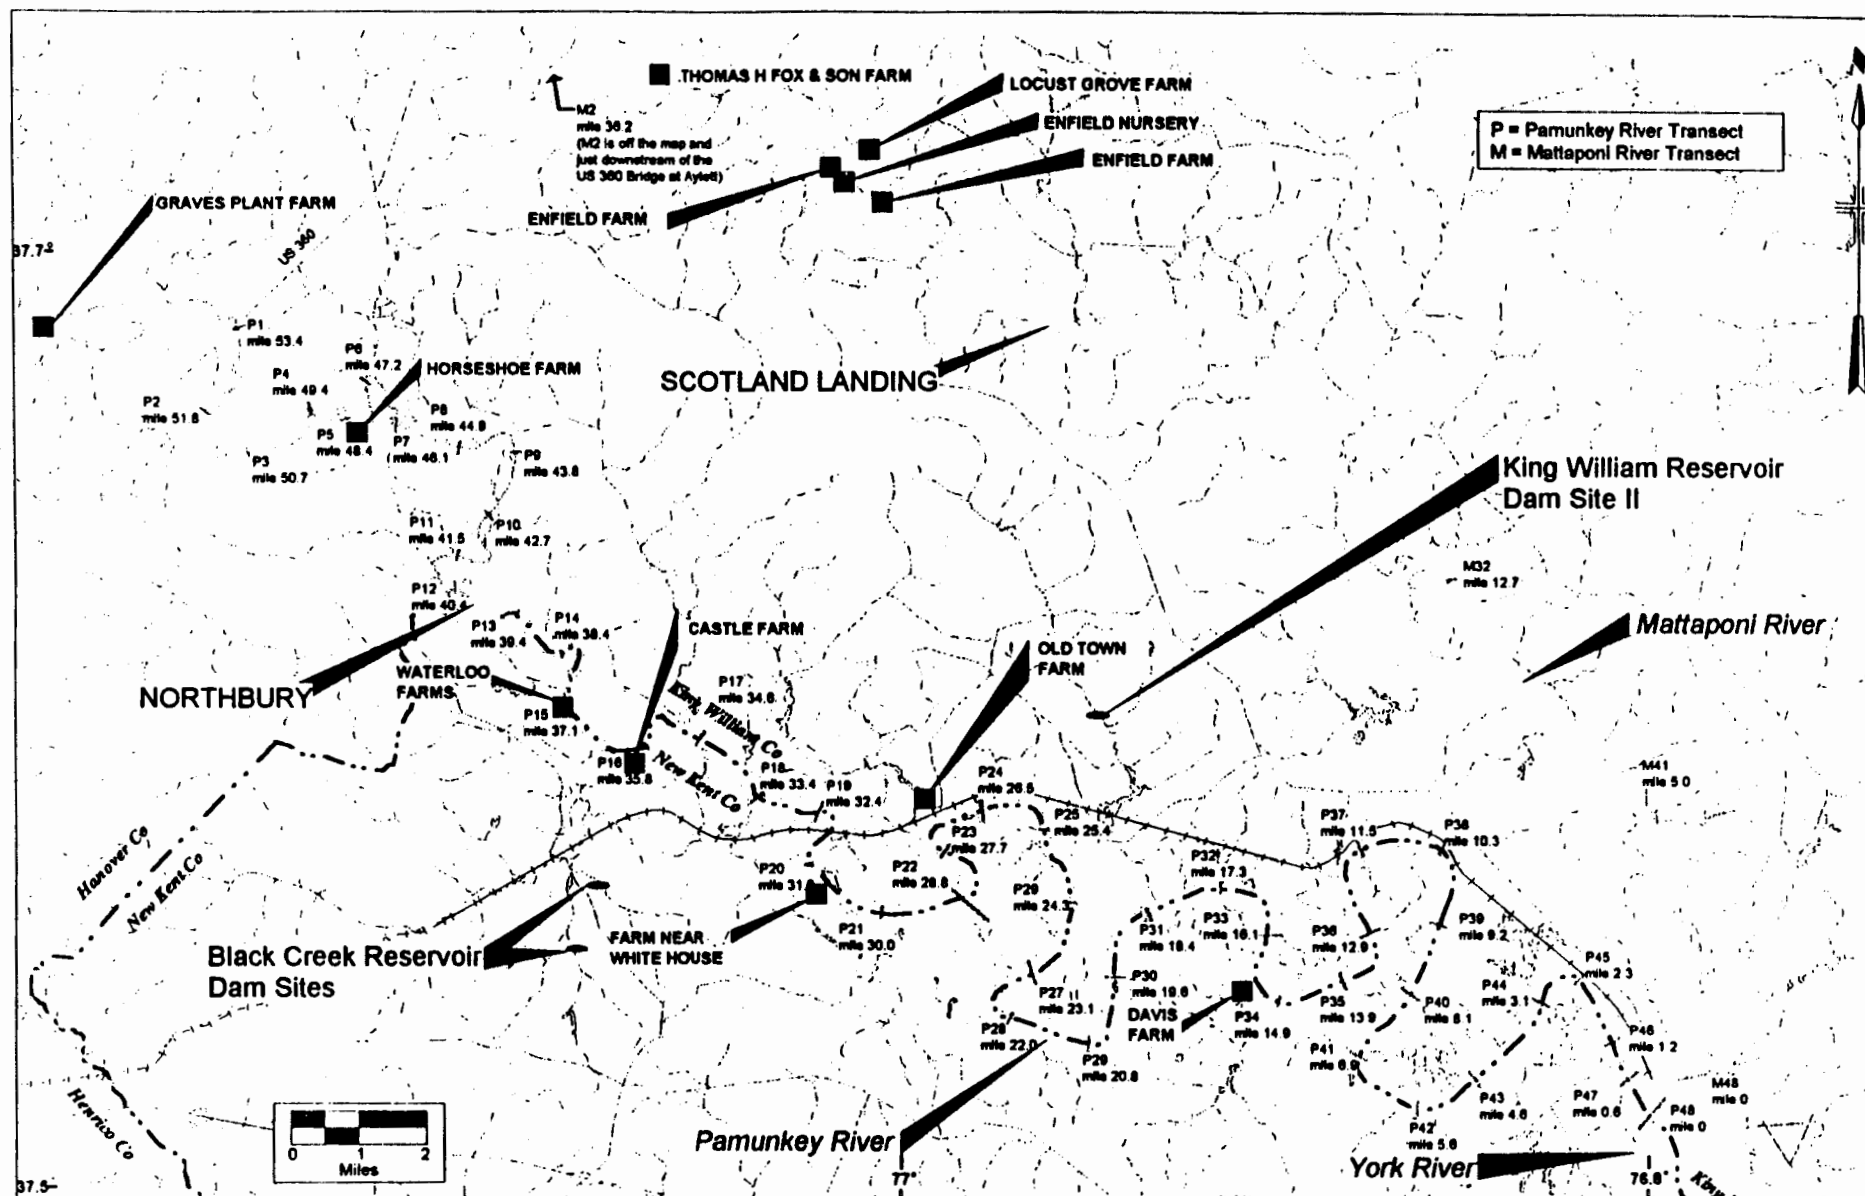 THOMAS H FOX & SON FARM
LOCUST GROVE FARM
ENFIELD NURSERY
ENFIELD FARM
M2
mile 36.2
(M2 is off the map and
just downstream of the
US 360 Bridge at Aylett)
ENFIELD FARM
P = Pamunkey River Transect
M = Mattaponi River Transect
GRAVES PLANT FARM
US 360
37.7°
P1
mile 53.4
P6
mile 47.2
HORSESHOE FARM
P4
mile 49.4
SCOTLAND LANDING
P2
mile 51.8
P8
mile 44.9
P5
mile 48.4
P7
mile 46.1
P3
mile 50.7
P9
mile 43.8
King William Reservoir
Dam Site II
P11
mile 41.5
P10
mile 42.7
M32
mile 12.7
P12
mile 40.4
P13
mile 39.4
P14
mile 38.4
CASTLE FARM
Mattaponi River
OLD TOWN
FARM
WATERLOO
FARMS
NORTHBURY
P17
mile 34.6
P15
mile 37.1
King William Co
New Kent Co
P16
mile 35.8
P18
mile 33.4
P19
mile 32.4
P24
mile 26.5
M41
mile 5.0
P25
mile 25.4
P23
mile 27.7
P37
mile 11.5
P38
mile 10.3
Hanover Co
New Kent Co
P20
mile 31.
P22
mile 28.8
P32
mile 17.3
P29
mile 24.3
P21
mile 30.0
P31
mile 18.4
P33
mile 16.1
P36
mile 12.9
P39
mile 9.2
FARM NEAR
WHITE HOUSE
Black Creek Reservoir
Dam Sites
P45
mile 2.3
P30
mile 19.6
P44
mile 3.1
P27
mile 23.1
DAVIS
FARM
P34
mile 14.9
P35
mile 13.9
P40
mile 8.1
P28
mile 22.0
P29
mile 20.8
P41
mile 6.9
P46
mile 1.2
Henrico Co
P43
mile 4.6
P47
mile 0.6
M48
mile 0
P48
mile 0
P42
mile 5.6
0 1 2
Miles
Pamunkey River
York River
37.5
77°
76.8°